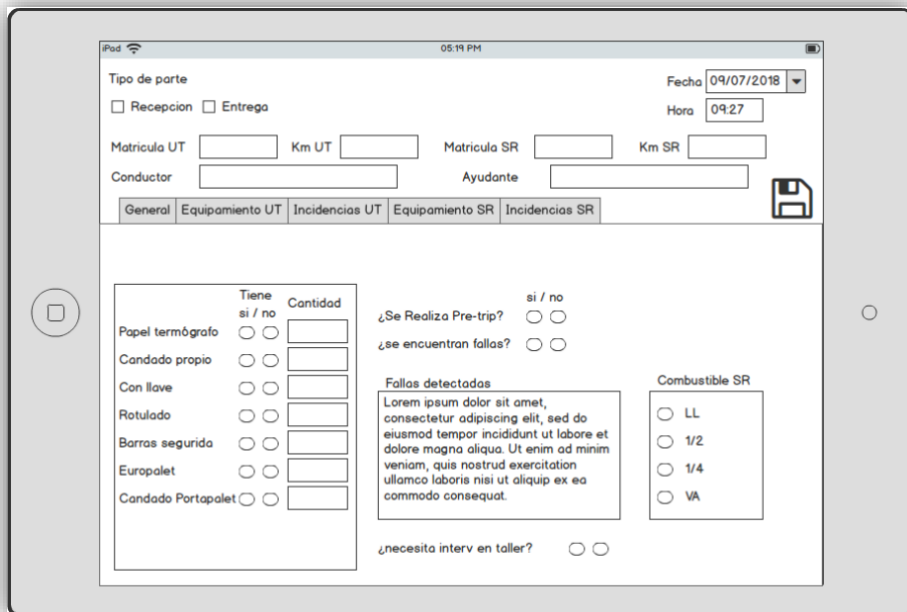 iPad 05:19 PM
Tipo de parte
Fecha 09/07/2018
Recepcion Entrega
Hora 09:27
Matricula UT Km UT Matricula SR Km SR
Conductor Ayudante
General Equipamiento UT Incidencias UT Equipamiento SR Incidencias SR
Tiene
si / no Cantidad
Papel termógrafo
Candado propio
Con llave
Rotulado
Barras segurida
Europalet
Candado Portapalet
si / no
¿Se Realiza Pre-trip?
¿se encuentran fallas?
Fallas detectadas
Lorem ipsum dolor sit amet,
consectetur adipiscing elit, sed do
eiusmod tempor incididunt ut labore et
dolore magna aliqua. Ut enim ad minim
veniam, quis nostrud exercitation
ullamco laboris nisi ut aliquip ex ea
commodo consequat.
¿necesita interv en taller?
Combustible SR
LL
1/2
1/4
VA